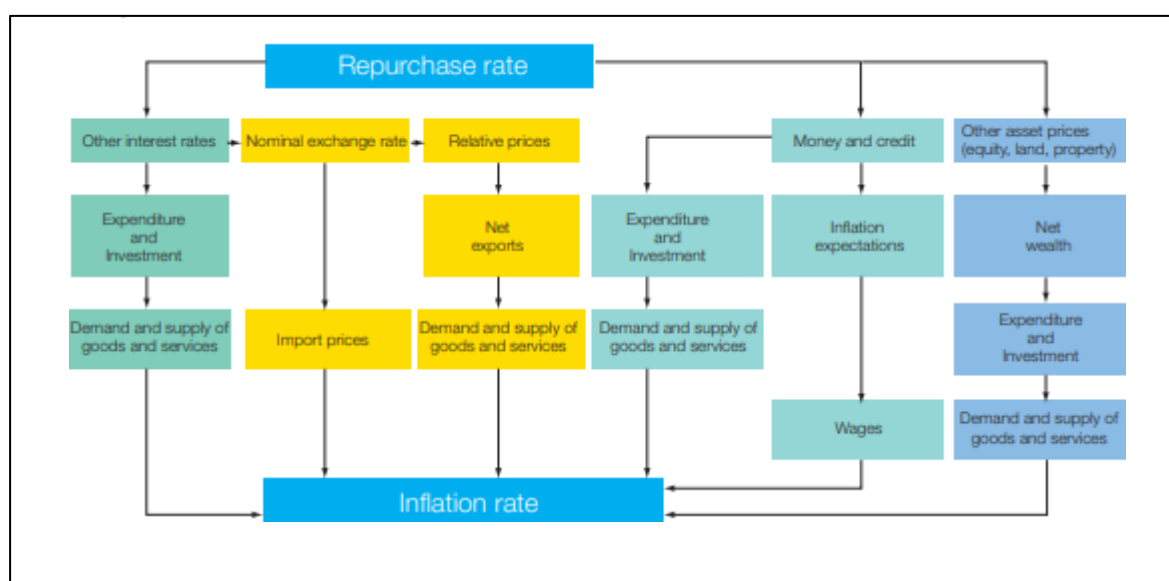 Repurchase rate
Other interest rates
Nominal exchange rate
Relative prices
Money and credit
Other asset prices
(equity, land, property)
Expenditure
and
Investment
Net
exports
Expenditure
and
Investment
Inflation
expectations
Net
wealth
Demand and supply of
goods and services
Import prices
Demand and supply of
goods and services
Demand and supply of
goods and services
Expenditure
and
Investment
Wages
Demand and supply of
goods and services
Inflation rate